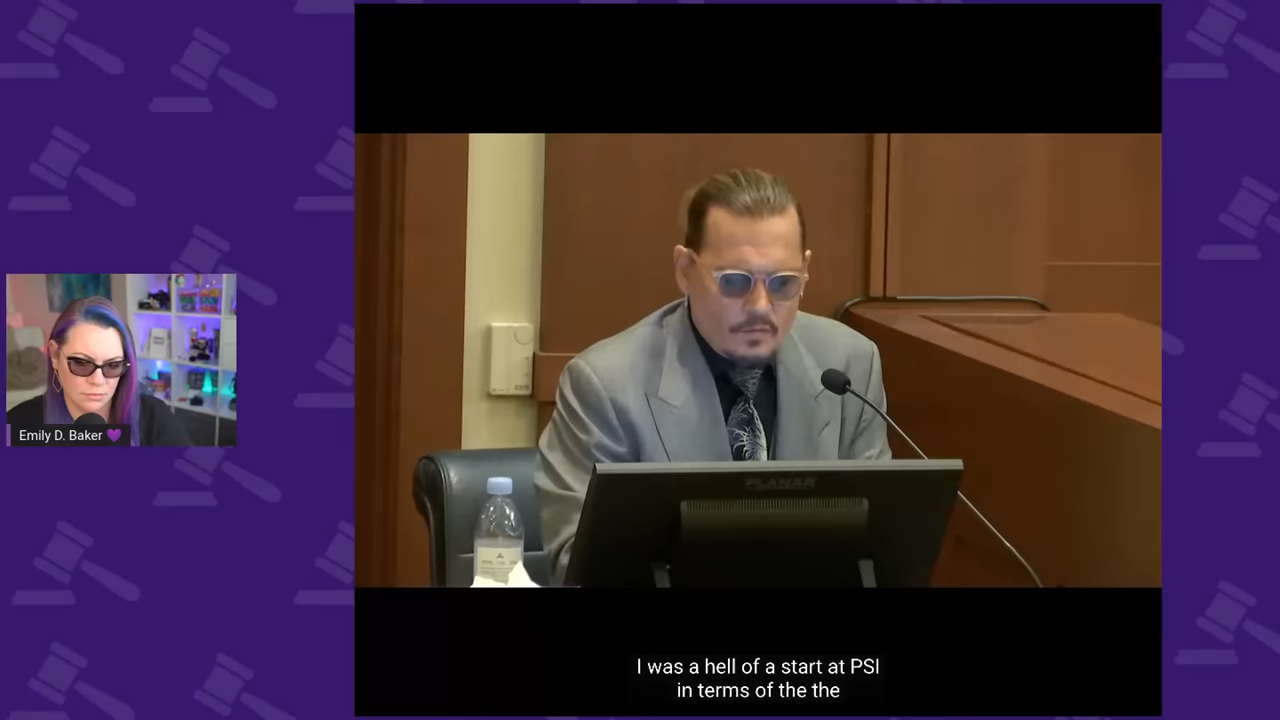 Emily D. Baker 💜
PLANAR
I was a hell of a start at PSI
in terms of the the